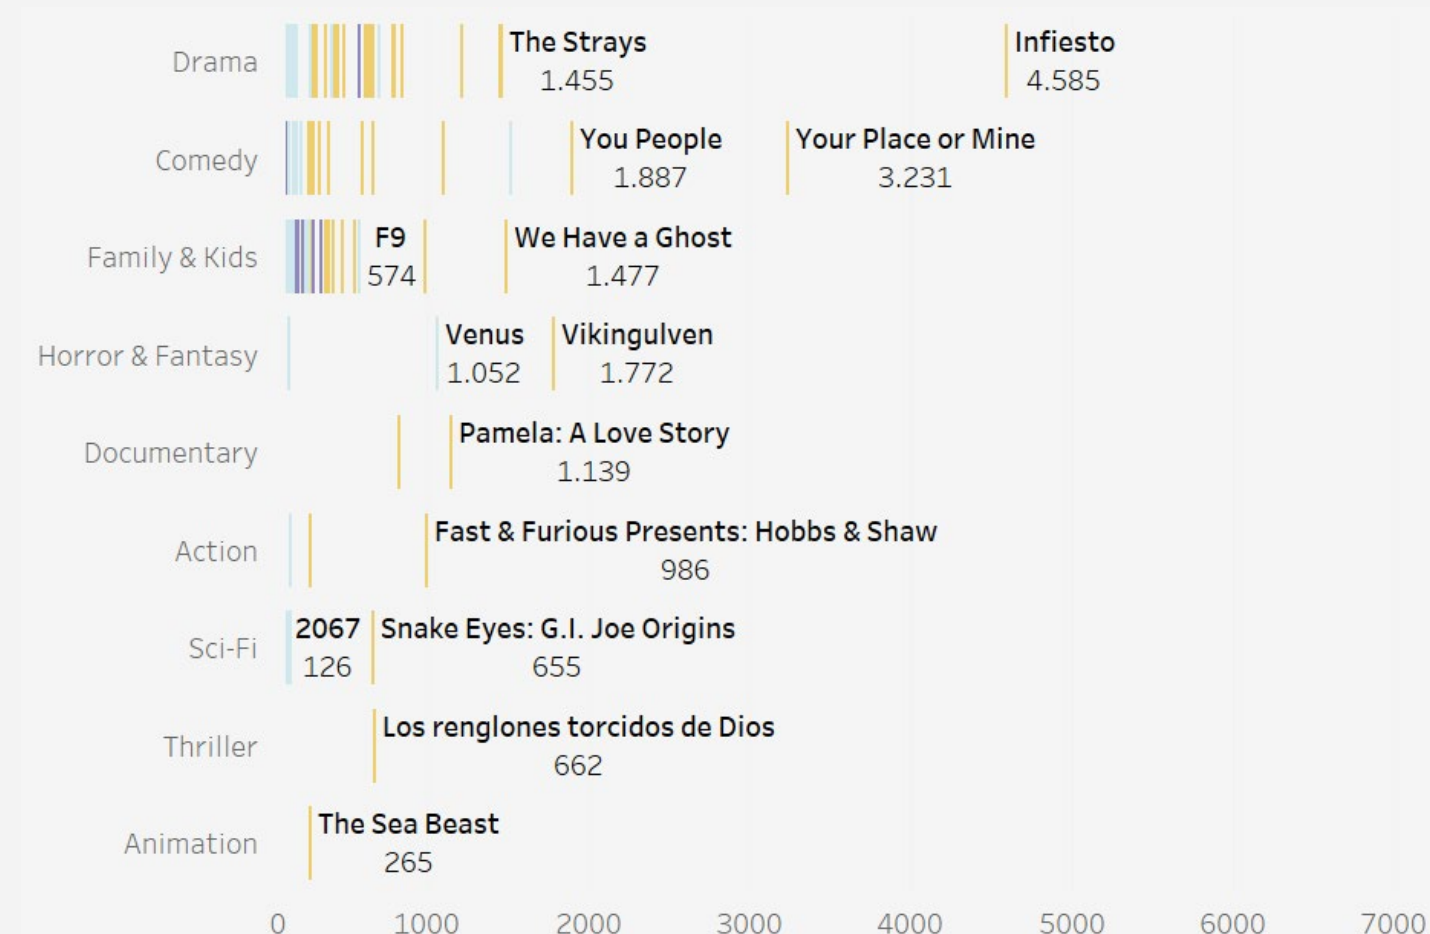 Drama
The Strays
1.455
Infiesto
4.585
Comedy
You People
1.887
Your Place or Mine
3.231
Family & Kids
F9
574
We Have a Ghost
1.477
Horror & Fantasy
Venus
1.052
Vikingulven
1.772
Documentary
Pamela: A Love Story
1.139
Action
Fast & Furious Presents: Hobbs & Shaw
986
Sci-Fi
2067
126
Snake Eyes: G.I. Joe Origins
655
Thriller
Los renglones torcidos de Dios
662
Animation
The Sea Beast
265
0 1000 2000 3000 4000 5000 6000 7000